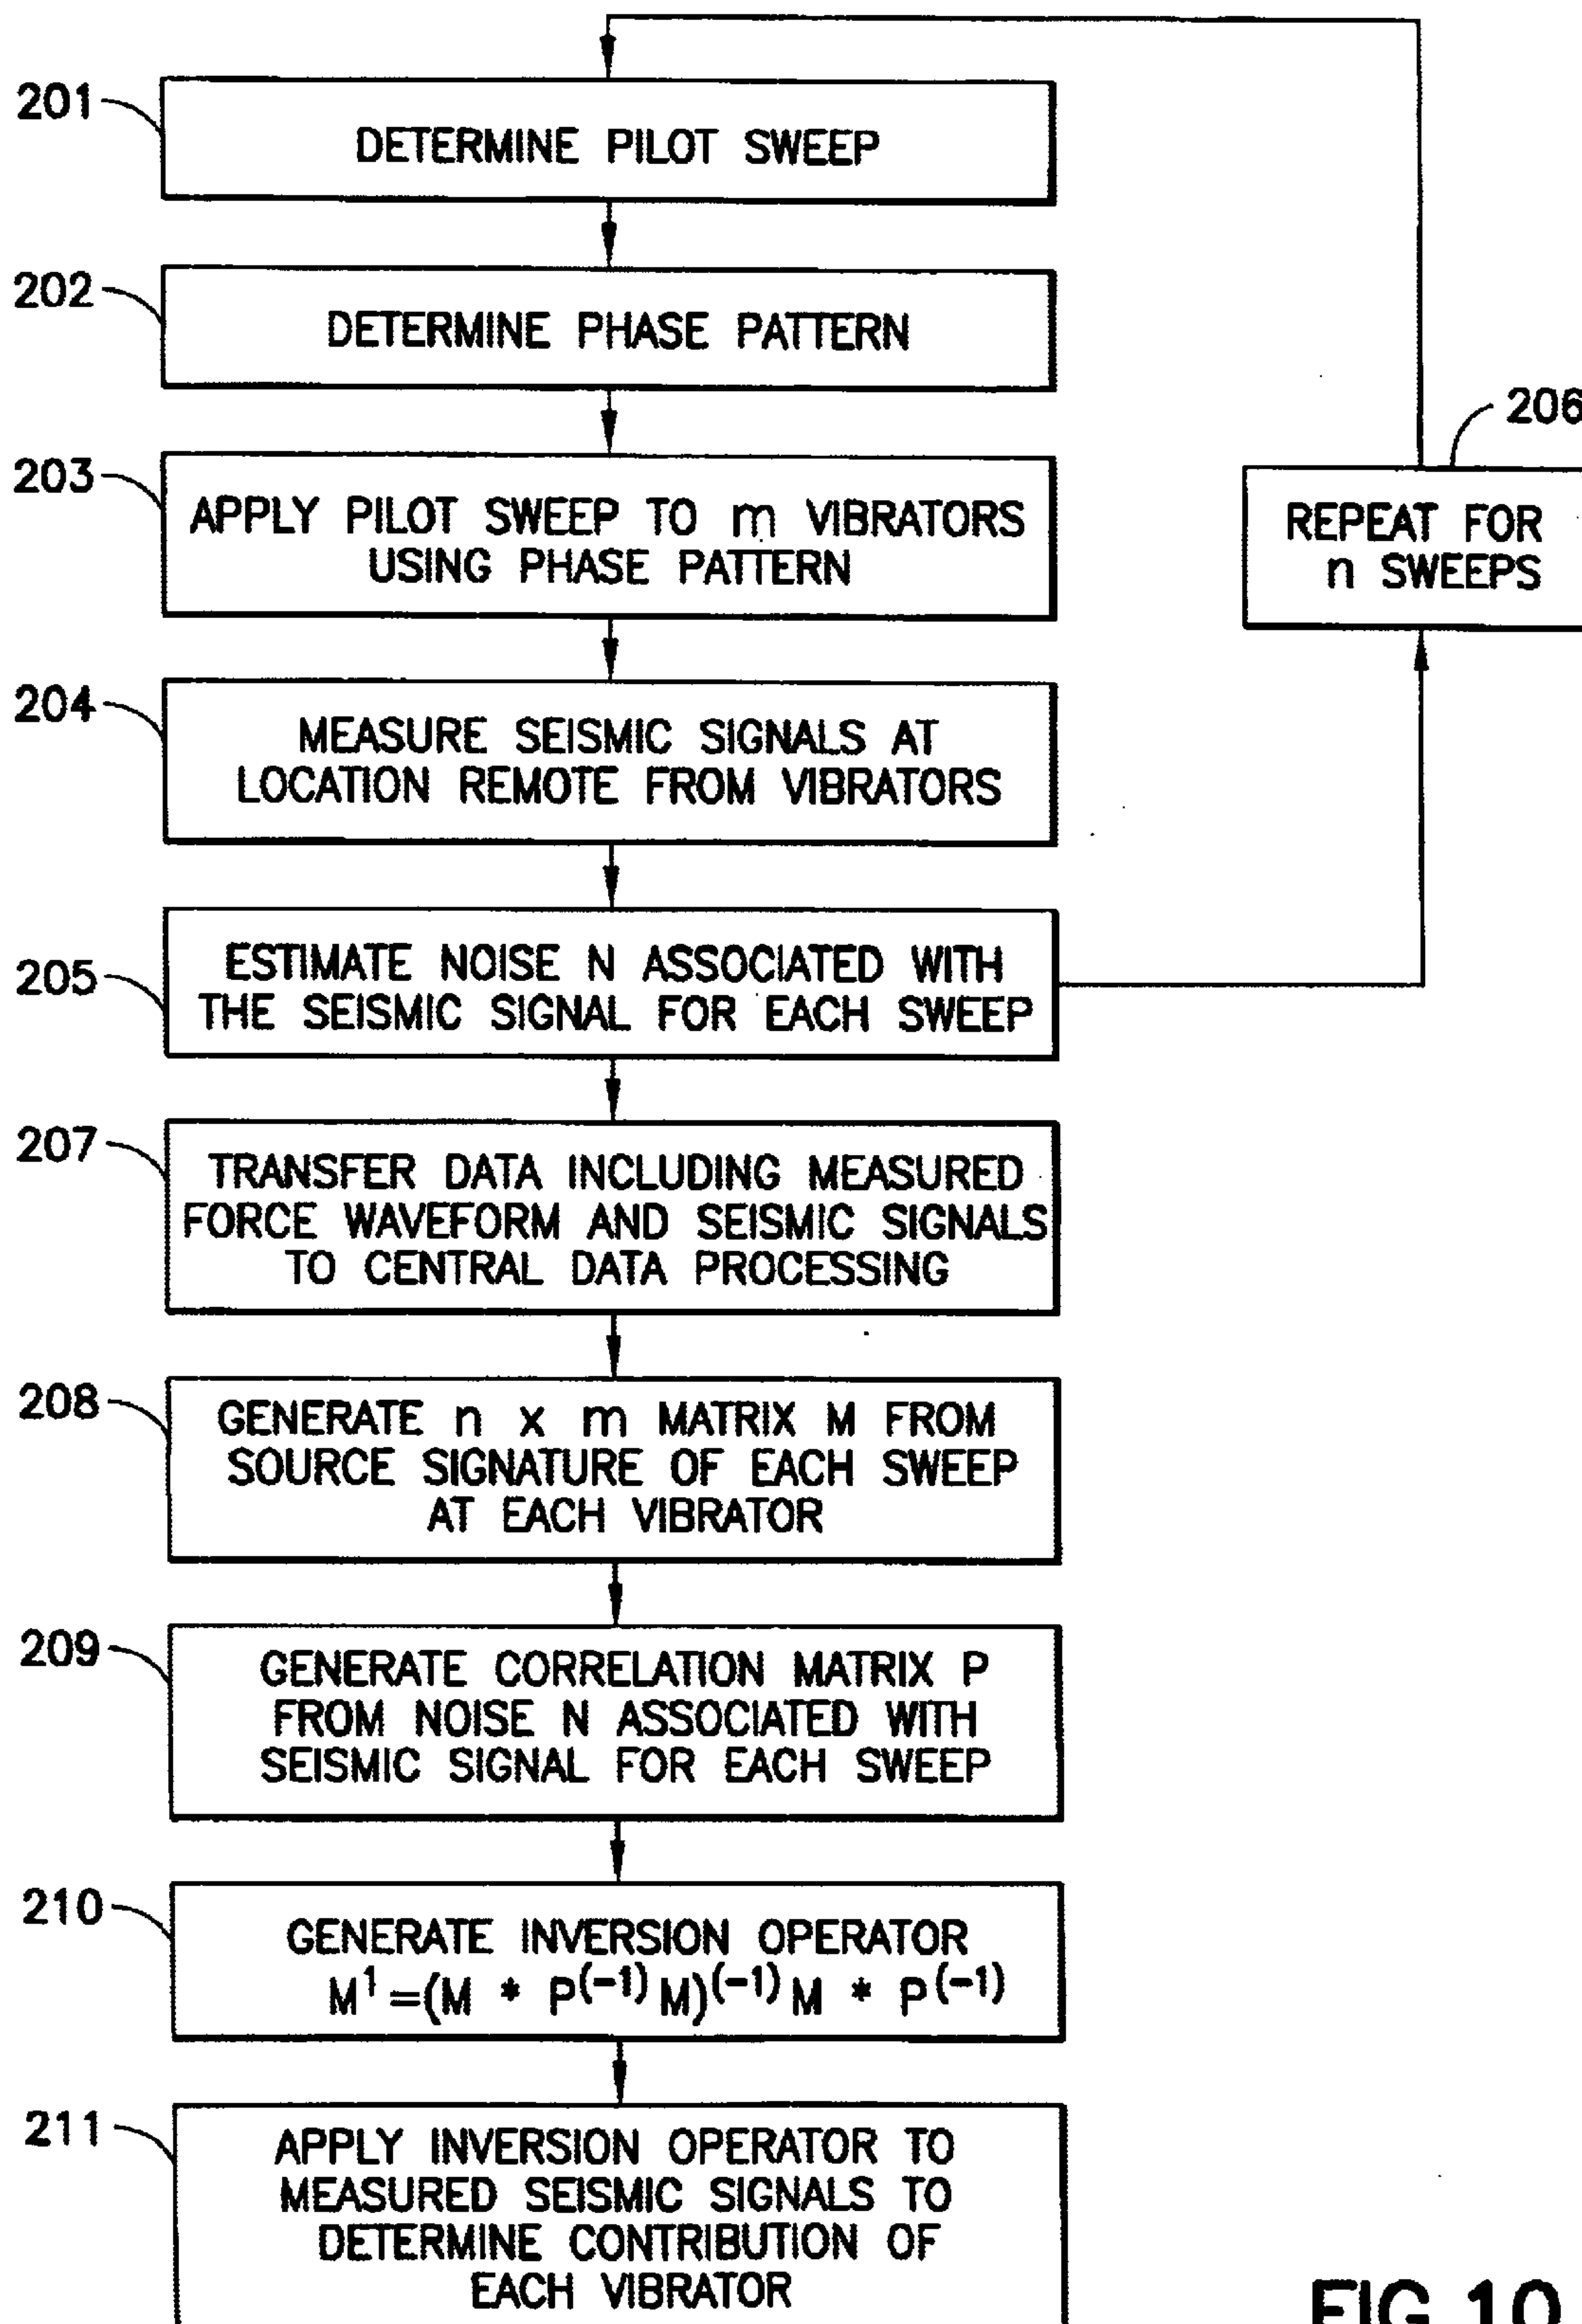 201
DETERMINE PILOT SWEEP
202
DETERMINE PHASE PATTERN
203
APPLY PILOT SWEEP TO m VIBRATORS
USING PHASE PATTERN
206
REPEAT FOR
n SWEEPS
204
MEASURE SEISMIC SIGNALS AT
LOCATION REMOTE FROM VIBRATORS
205
ESTIMATE NOISE N ASSOCIATED WITH
THE SEISMIC SIGNAL FOR EACH SWEEP
207
TRANSFER DATA INCLUDING MEASURED
FORCE WAVEFORM AND SEISMIC SIGNALS
TO CENTRAL DATA PROCESSING
208
GENERATE n x m MATRIX M FROM
SOURCE SIGNATURE OF EACH SWEEP
AT EACH VIBRATOR
209
GENERATE CORRELATION MATRIX P
FROM NOISE N ASSOCIATED WITH
SEISMIC SIGNAL FOR EACH SWEEP
210
GENERATE INVERSION OPERATOR
M¹ =(M * P⁽⁻¹⁾ M)⁽⁻¹⁾ M * P⁽⁻¹⁾
211
APPLY INVERSION OPERATOR TO
MEASURED SEISMIC SIGNALS TO
DETERMINE CONTRIBUTION OF
EACH VIBRATOR
FIG.10